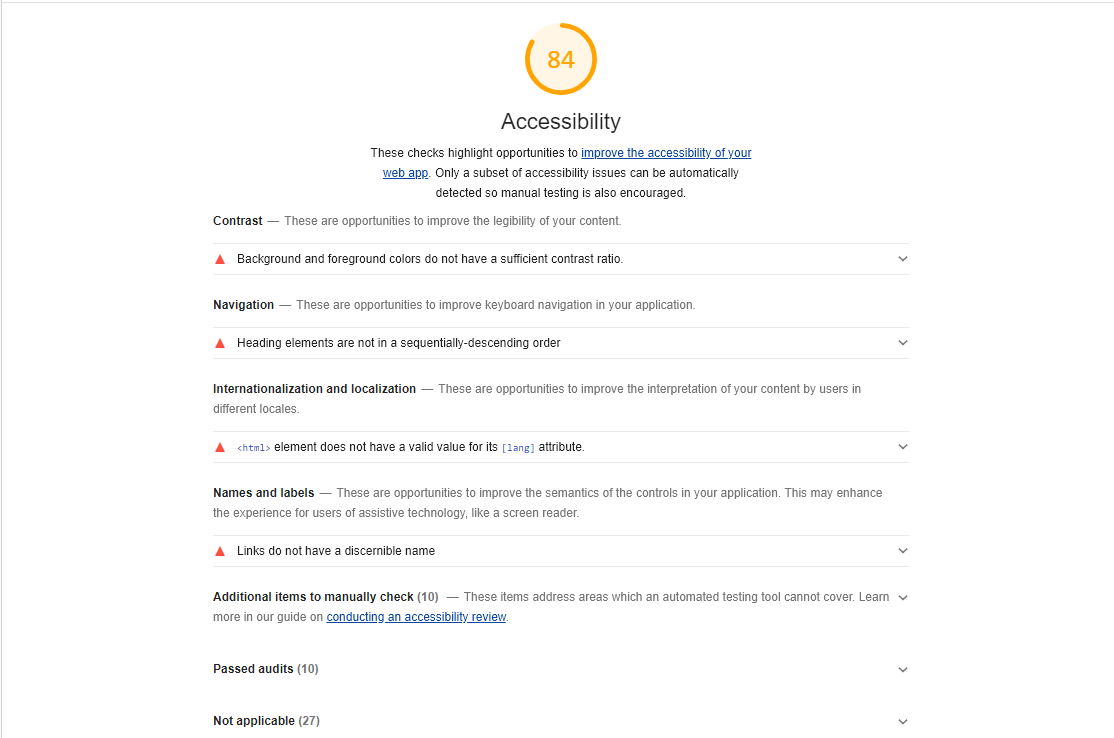 84
Accessibility
These checks highlight opportunities to improve the accessibility of your
web app. Only a subset of accessibility issues can be automatically
detected so manual testing is also encouraged.
Contrast — These are opportunities to improve the legibility of your content.
Background and foreground colors do not have a sufficient contrast ratio.
Navigation — These are opportunities to improve keyboard navigation in your application.
Heading elements are not in a sequentially-descending order
Internationalization and localization — These are opportunities to improve the interpretation of your content by users in
different locales.
<html> element does not have a valid value for its [lang] attribute.
Names and labels — These are opportunities to improve the semantics of the controls in your application. This may enhance
the experience for users of assistive technology, like a screen reader.
Links do not have a discernible name
Additional items to manually check (10) — These items address areas which an automated testing tool cannot cover. Learn
more in our guide on conducting an accessibility review.
Passed audits (10)
Not applicable (27)